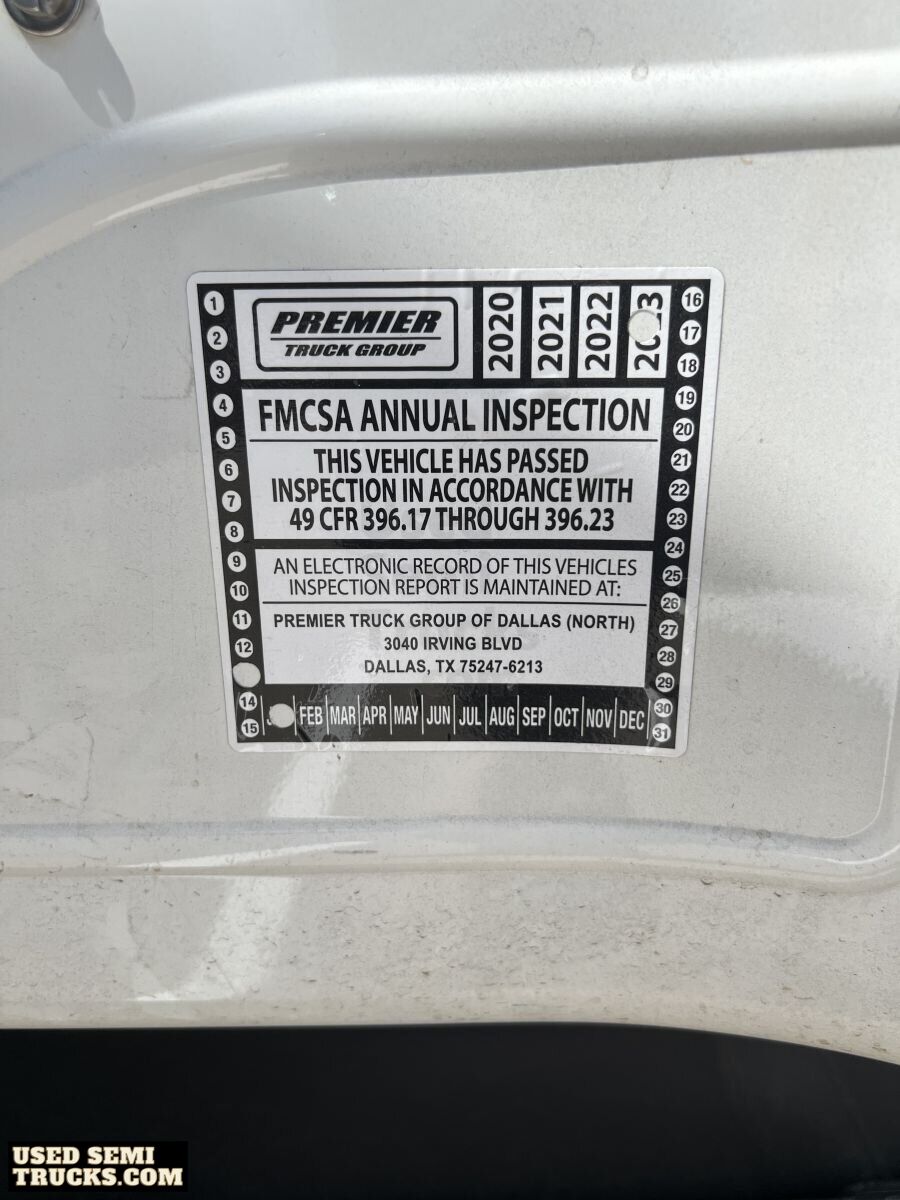 PREMIER
TRUCK GROUP
2020
2021
2022
FMCSA ANNUAL INSPECTION
THIS VEHICLE HAS PASSED
INSPECTION IN ACCORDANCE WITH
49 CFR 396.17 THROUGH 396.23
AN ELECTRONIC RECORD OF THIS VEHICLES
INSPECTION REPORT IS MAINTAINED AT:
PREMIER TRUCK GROUP OF DALLAS (NORTH)
3040 IRVING BLVD
DALLAS, TX 75247-6213
1
2
3
4
5
6
7
8
9
10
11
12
14
15
FEB MAR APR MAY JUN JUL AUG SEP OCT NOV DEC
16
17
18
19
20
21
22
23
24
25
26
27
28
29
30
31
USED SEMI
TRUCKS.COM